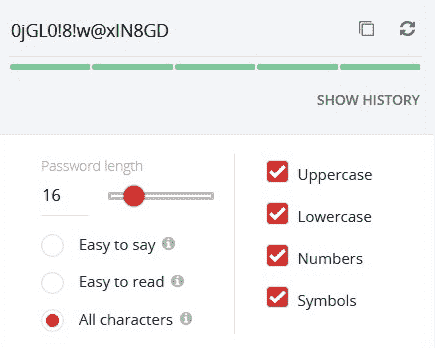 0jGL0!8!w@xlN8GD
SHOW HISTORY
Password length
16
Easy to say
Easy to read
All characters
Uppercase
Lowercase
Numbers
Symbols